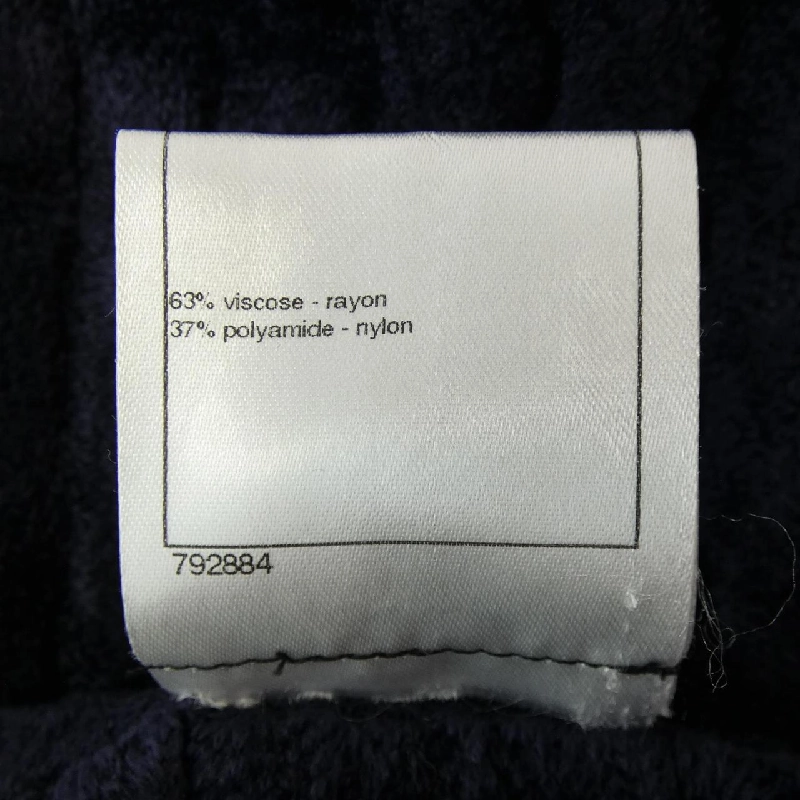 63% viscose - rayon
37% polyamide - nylon
792884